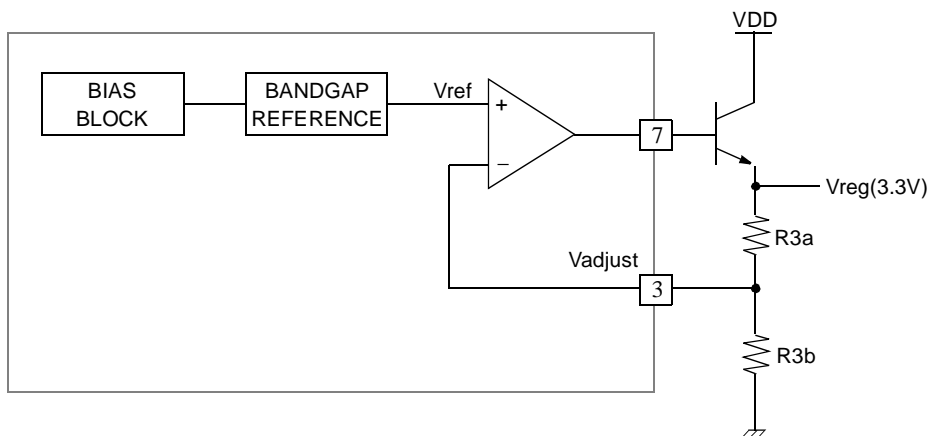 VDD
BIAS
BLOCK
BANDGAP
REFERENCE
Vref
+
−
7
Vreg(3.3V)
R3a
Vadjust
3
R3b